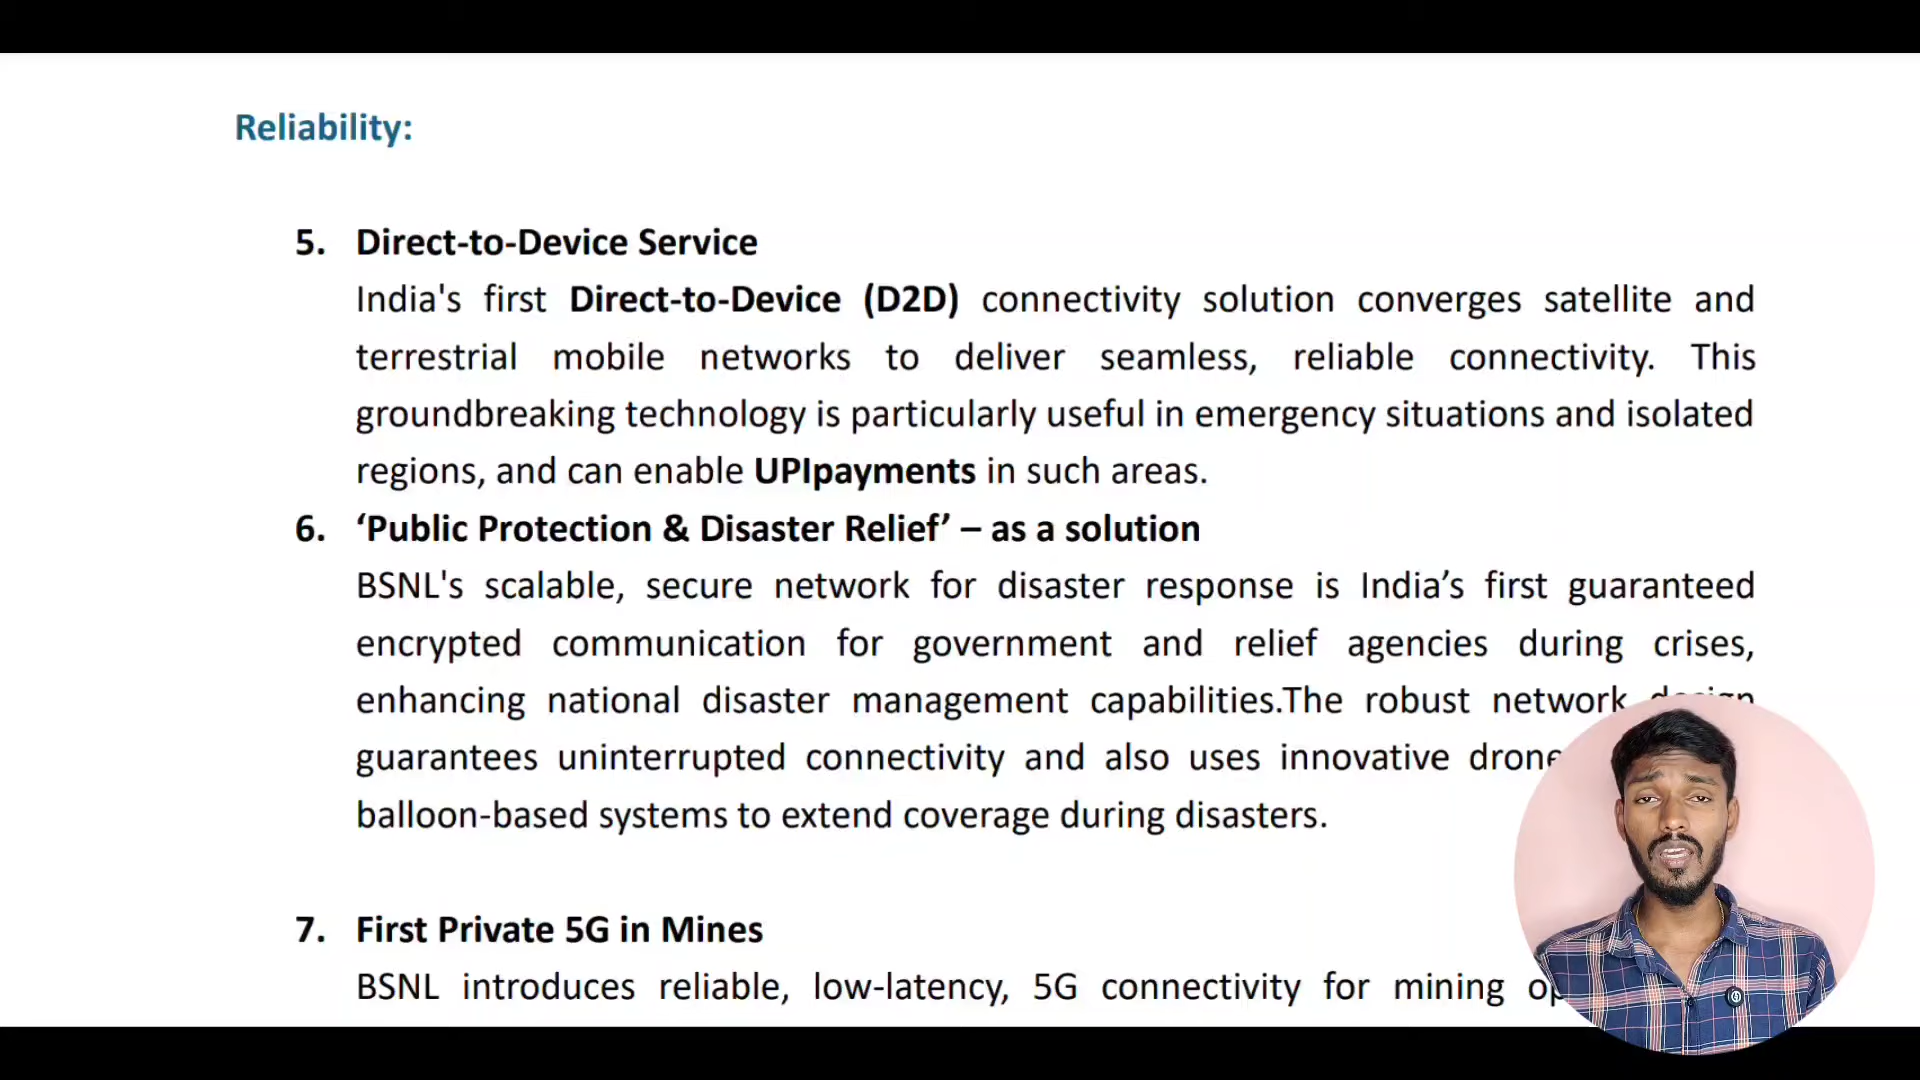 Reliability:
5. Direct-to-Device Service
India's first Direct-to-Device (D2D) connectivity solution converges satellite and
terrestrial mobile networks to deliver seamless, reliable connectivity. This
groundbreaking technology is particularly useful in emergency situations and isolated
regions, and can enable UPIpayments in such areas.
6. ‘Public Protection & Disaster Relief’ – as a solution
BSNL's scalable, secure network for disaster response is India’s first guaranteed
encrypted communication for government and relief agencies during crises,
enhancing national disaster management capabilities.The robust network design
guarantees uninterrupted connectivity and also uses innovative drone
balloon-based systems to extend coverage during disasters.
7. First Private 5G in Mines
BSNL introduces reliable, low-latency, 5G connectivity for mining